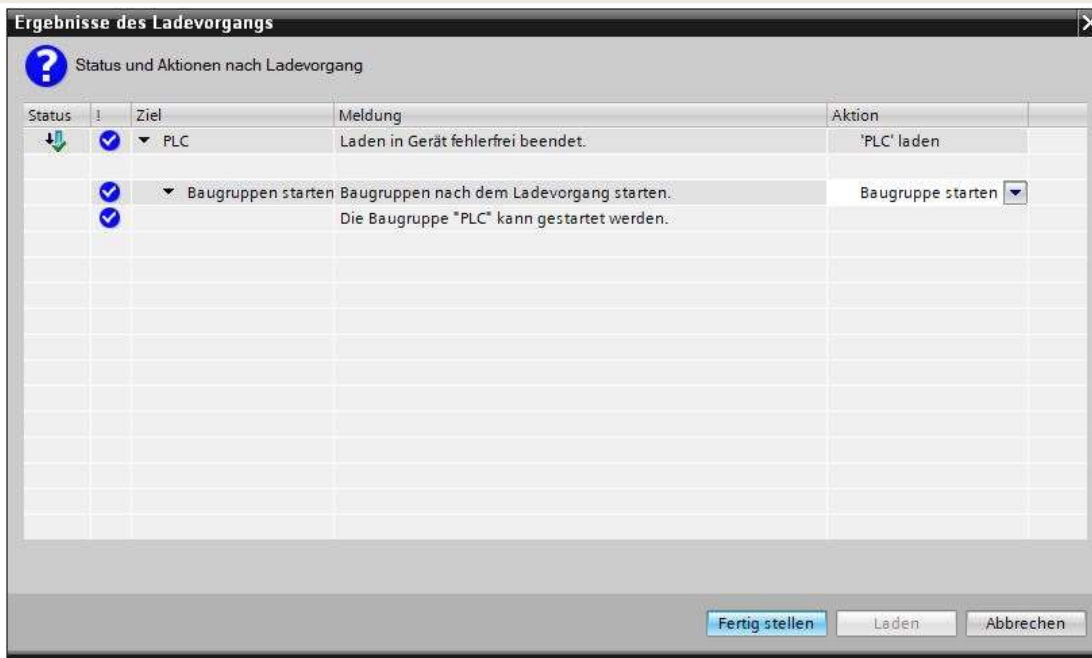 Ergebnisse des Ladevorgangs
Status und Aktionen nach Ladevorgang
Status ! Ziel Meldung Aktion
PLC Laden in Gerät fehlerfrei beendet. 'PLC' laden
Baugruppen starten Baugruppen nach dem Ladevorgang starten. Baugruppe starten
Die Baugruppe "PLC" kann gestartet werden.
Fertig stellen Laden Abbrechen